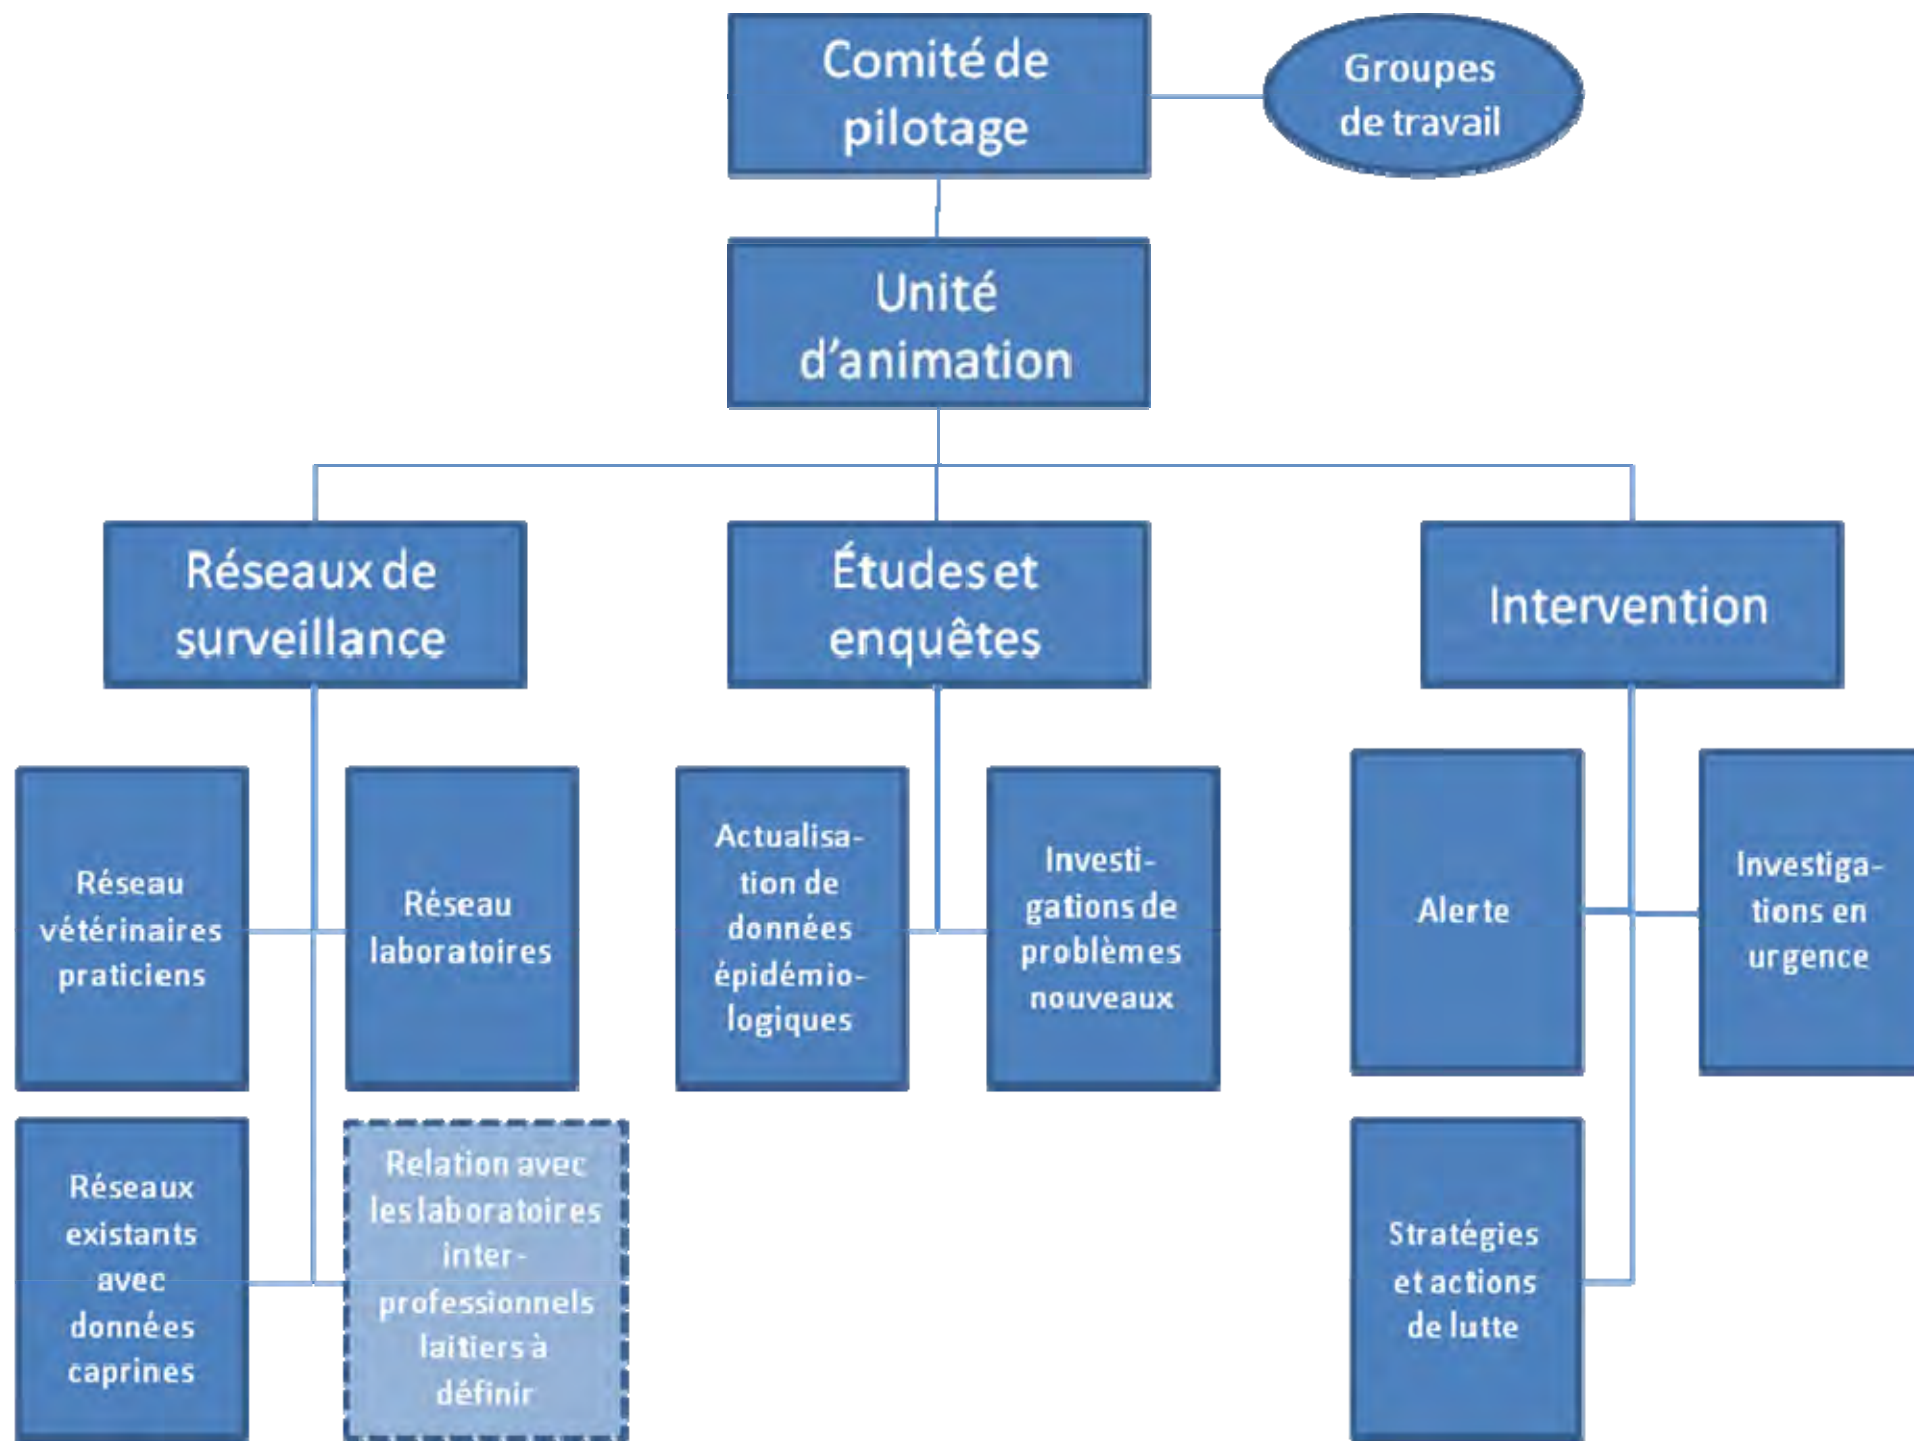 Comité de
pilotage
Groupes
de travail
Unité
d'animation
Réseaux de
surveillance
Études et
enquêtes
Intervention
Réseau
vétérinaires
praticiens
Réseau
laboratoires
Actualisa-
tion de
données
épidémio-
logiques
Investi-
gations de
problèmes
nouveaux
Alerte
Investiga-
tions en
urgence
Réseaux
existants
avec
données
caprines
Relation avec
les laboratoires
inter-
professionnels
laitiers à
définir
Stratégies
et actions
de lutte